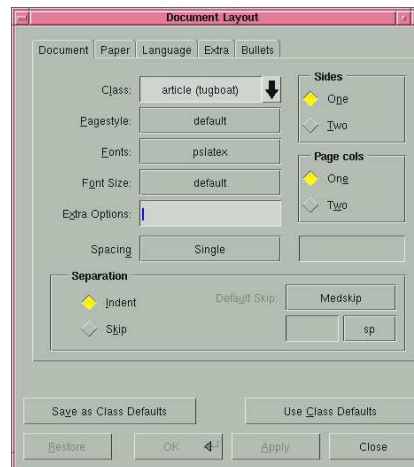 Document Layout
Document Paper Language Extra Bullets
Class: article (tugboat)
Pagestyle: default
Fonts: pslatex
Font Size: default
Extra Options:
Spacing Single
Sides
One
Two
Page cols
One
Two
Separation
Indent
Skip
Default Skip: Medskip
sp
Save as Class Defaults Use Class Defaults
Restore OK Apply Close